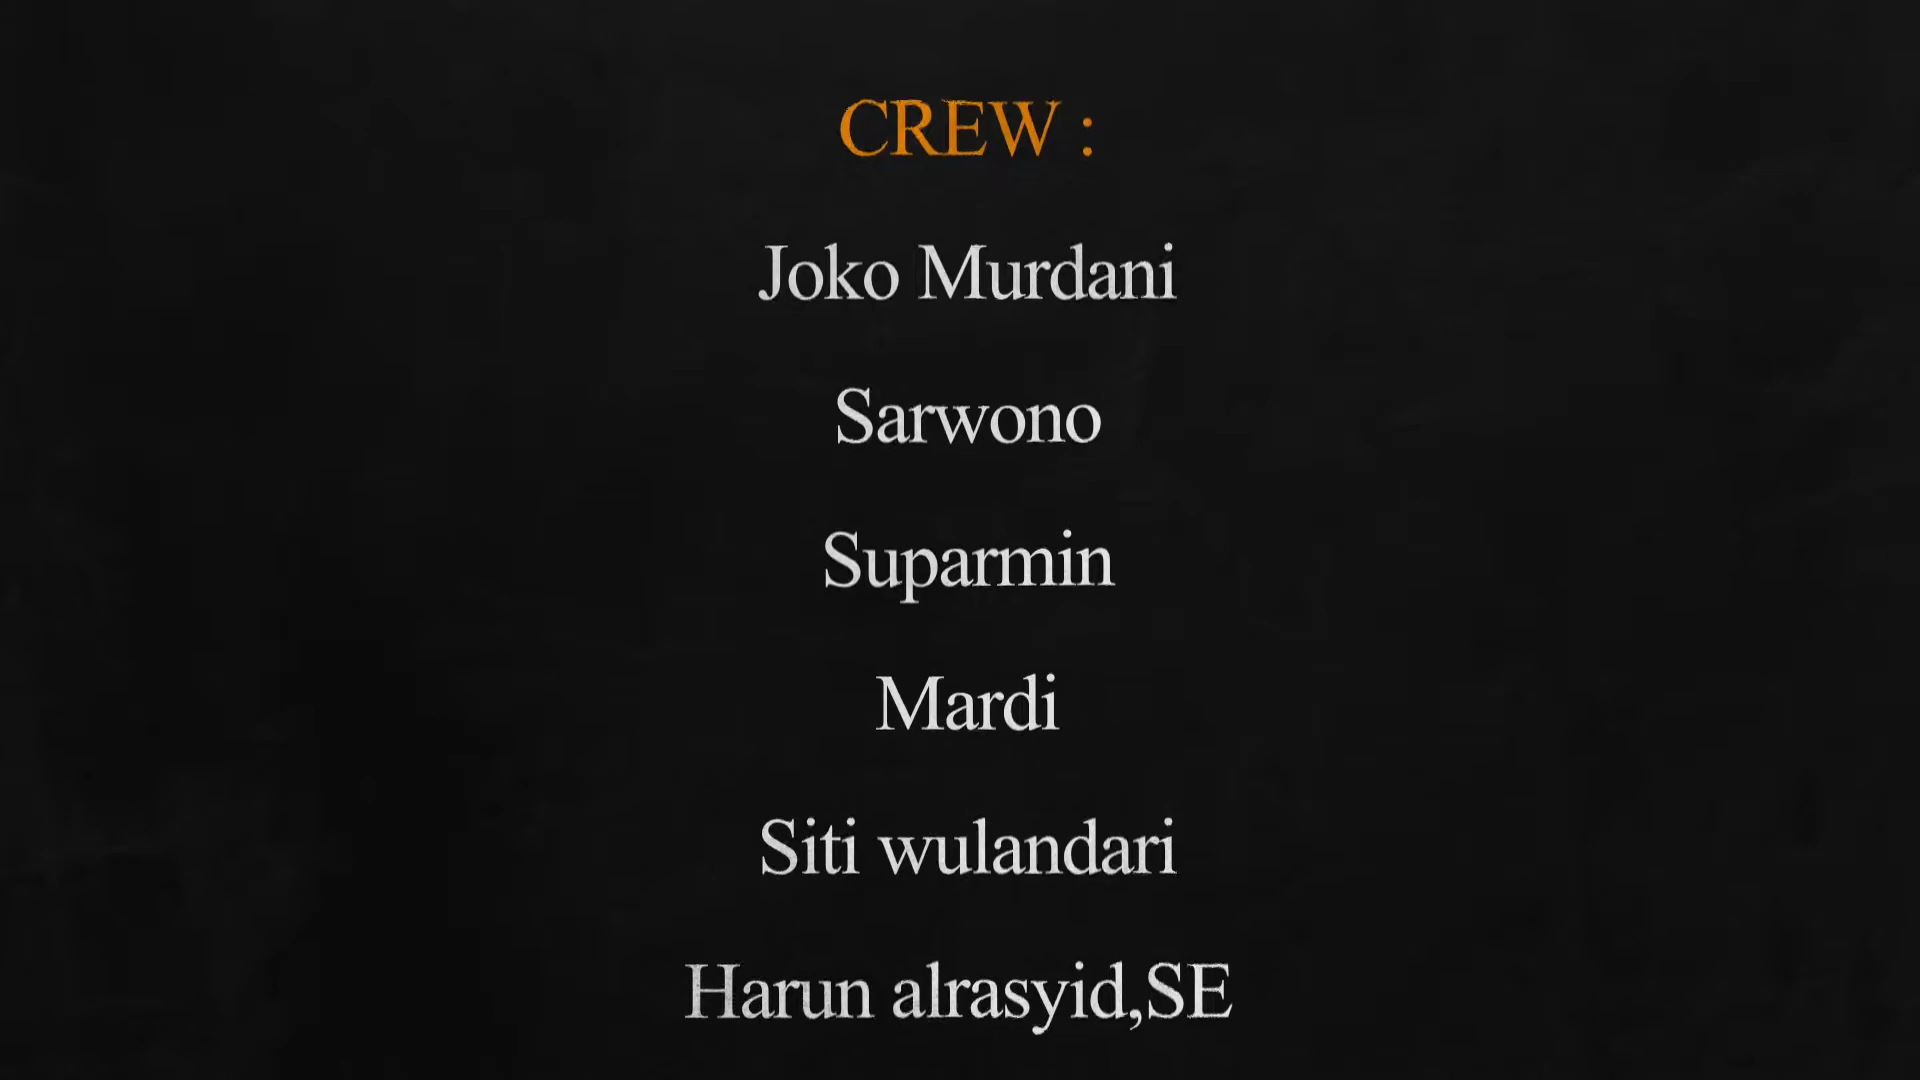 CREW :
Joko Murdani
Sarwono
Suparmin
Mardi
Siti wulandari
Harun alrasyid,SE